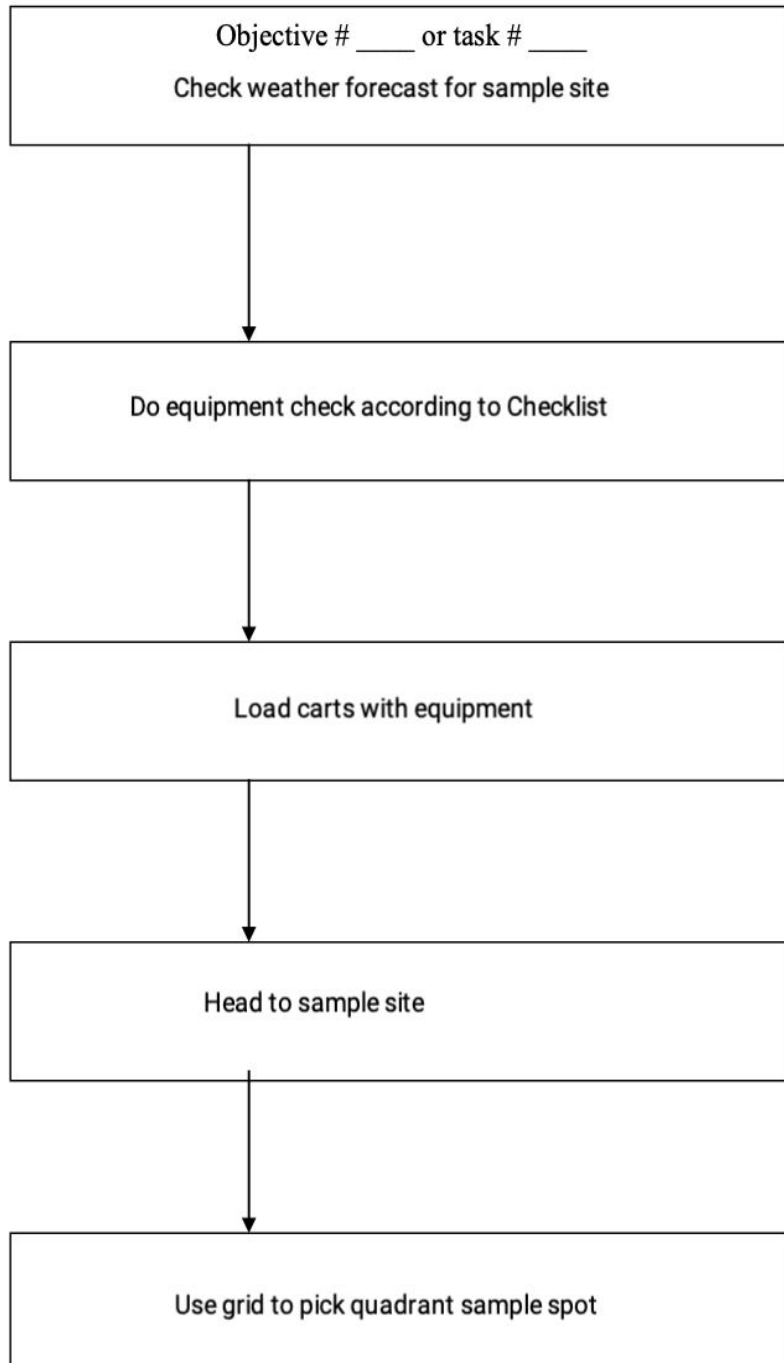 Objective # ____ or task # ____
Check weather forecast for sample site
Do equipment check according to Checklist
Load carts with equipment
Head to sample site
Use grid to pick quadrant sample spot